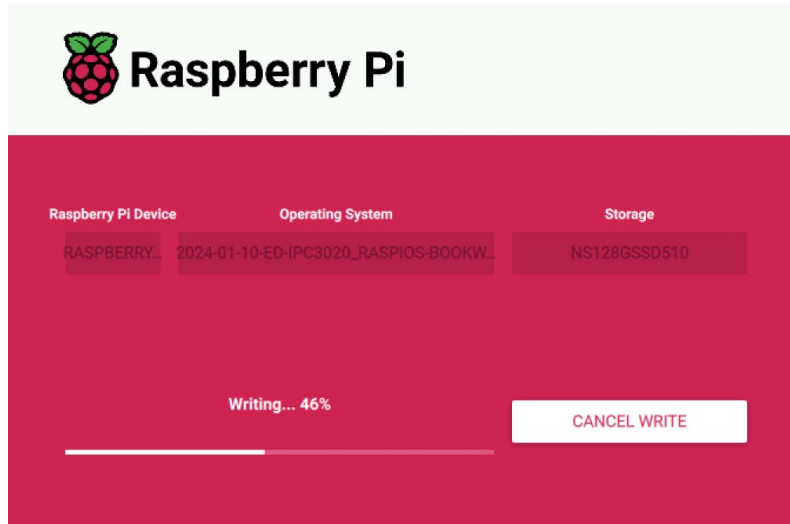 Raspberry Pi
Raspberry Pi Device Operating System Storage
RASPBERRY... 2024-01-10-ED-IPC3020_RASPIOS-BOOKW... NS128GSSD510
Writing... 46%
CANCEL WRITE